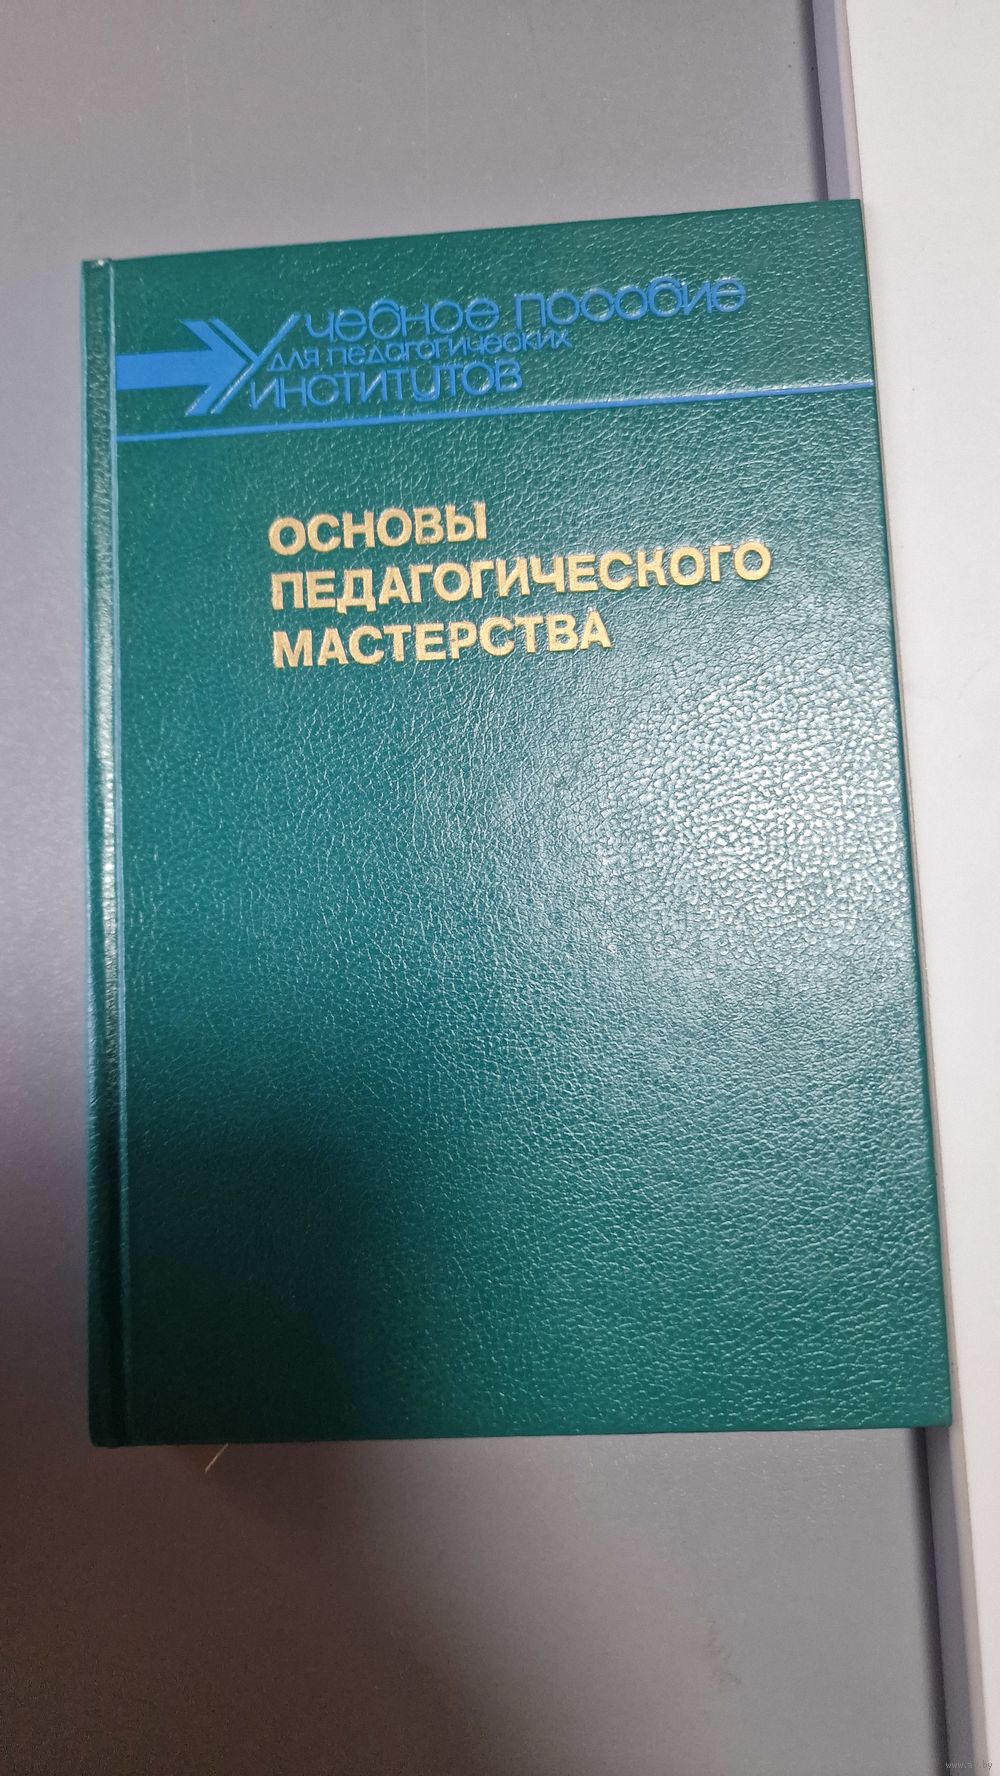 Учебное пособие
для педагогических
институтов
ОСНОВЫ
ПЕДАГОГИЧЕСКОГО
МАСТЕРСТВА